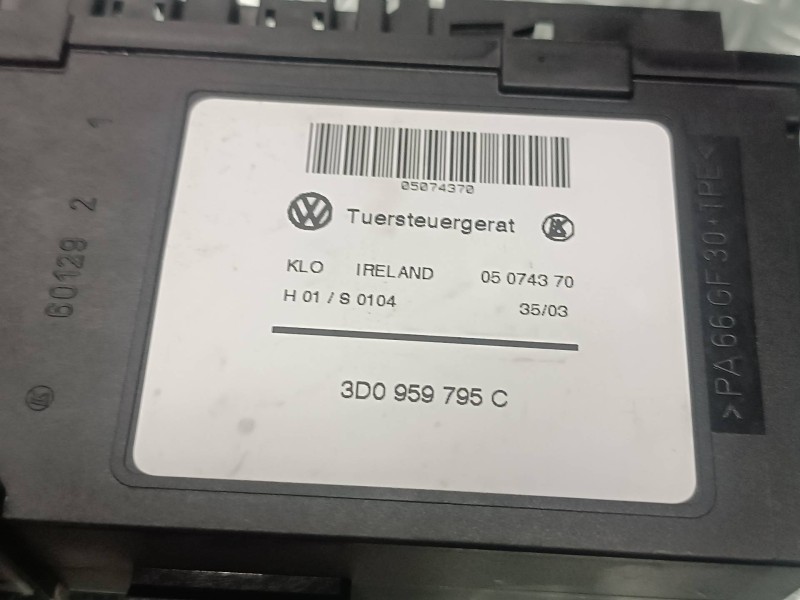 05074370
Tuersteuergerat
KLO IRELAND 05 0743 70
H 01 / S 0104 35/03
3D0 959 795 C
>PA 66 GF30+TPE<
60129 2 1